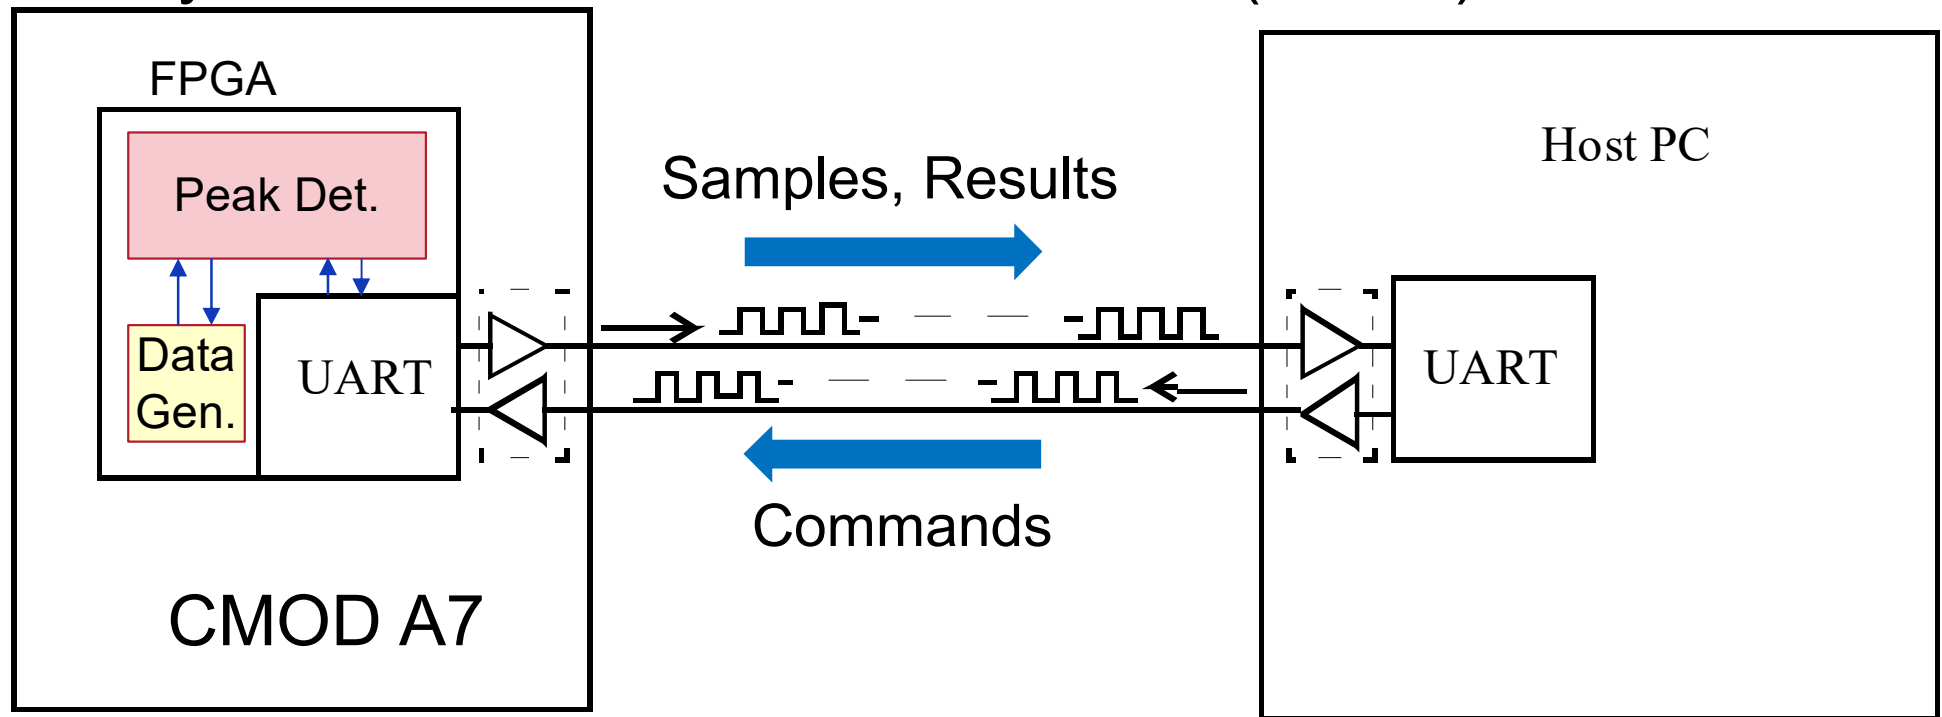 FPGA
Peak Det.
Data
Gen.
UART
CMOD A7
Samples, Results
Commands
Host PC
UART